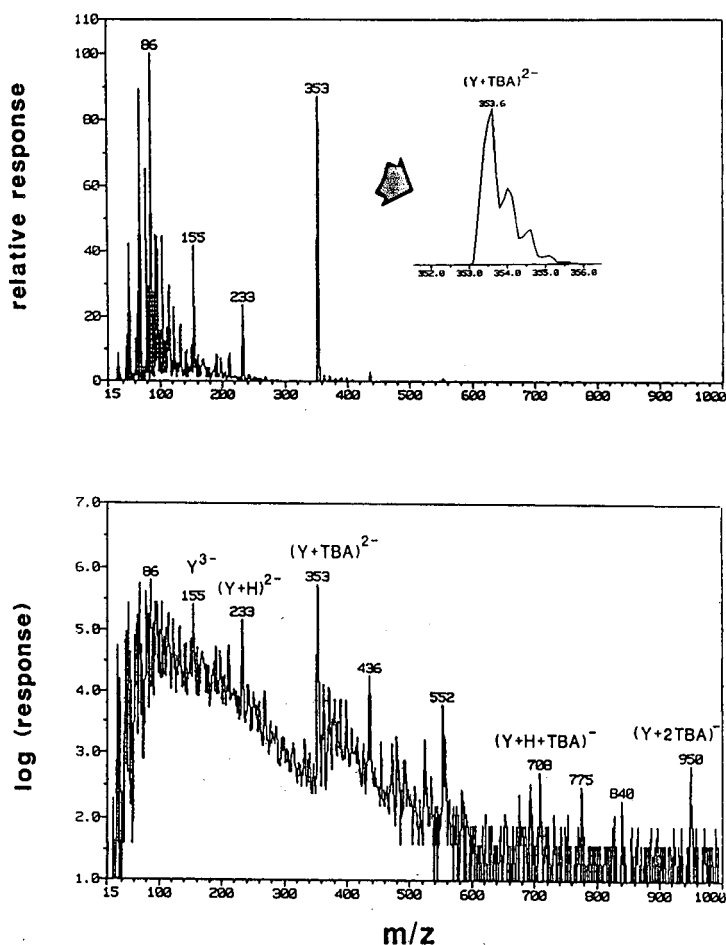 110
100
80
60
40
20
0
relative response
86
155
233
353
(Y+TBA)2-
353.6
352.0 353.0 354.0 355.0 356.0
15 100 200 300 400 500 600 700 800 900 1000
7.0
6.0
5.0
4.0
3.0
2.0
1.0
log (response)
86
Y3-
155
(Y+H)2-
233
(Y+TBA)2-
353
436
552
(Y+H+TBA)-
708
775
840
(Y+2TBA)-
950
15 100 200 300 400 500 600 700 800 900 1000
m/z